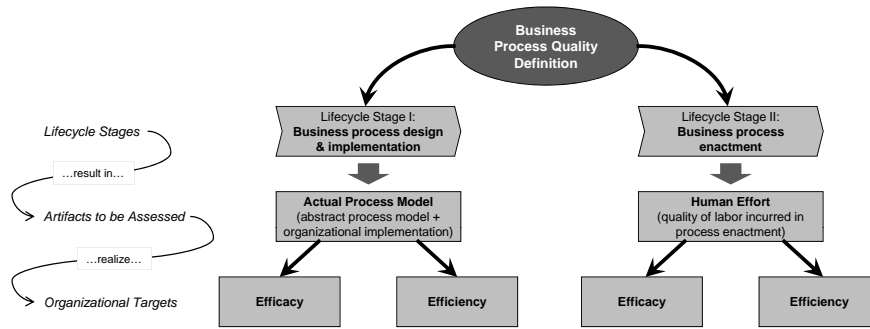 Business
Process Quality
Definition
Lifecycle Stages
…result in…
Artifacts to be Assessed
…realize…
Organizational Targets
Lifecycle Stage I:
Business process design
& implementation
Lifecycle Stage II:
Business process
enactment
Actual Process Model
(abstract process model +
organizational implementation)
Human Effort
(quality of labor incurred in
process enactment)
Efficacy
Efficiency
Efficacy
Efficiency